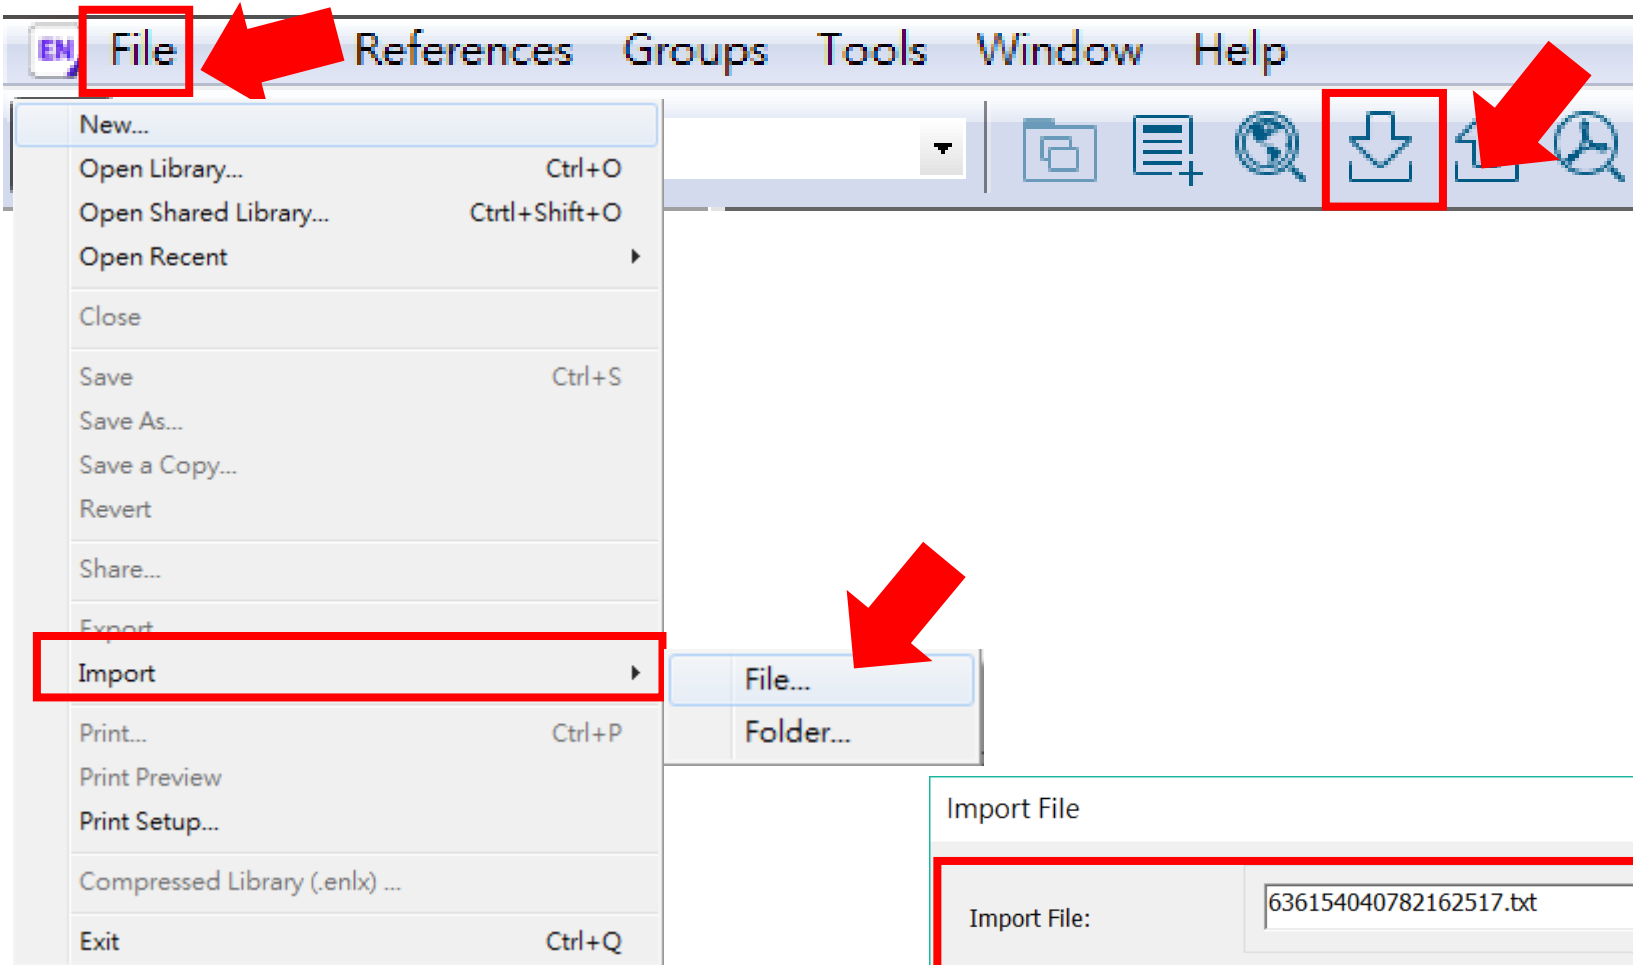 EN File References Groups Tools Window Help
New...
Open Library... Ctrl+O
Open Shared Library... Ctrtl+Shift+O
Open Recent
Close
Save Ctrl+S
Save As...
Save a Copy...
Revert
Share...
Export
Import
File...
Folder...
Print... Ctrl+P
Print Preview
Print Setup...
Compressed Library (.enlx) ...
Exit Ctrl+Q
Import File
Import File: 636154040782162517.txt